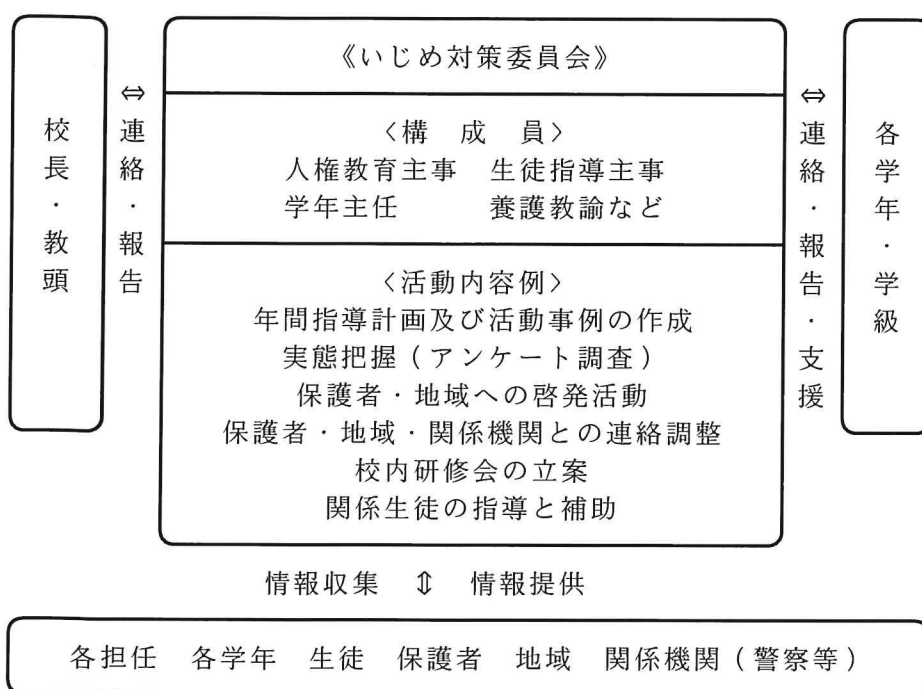 校長・教頭
⇔連絡・報告
《いじめ対策委員会》
〈構 成 員〉
人権教育主事 生徒指導主事
学年主任 養護教諭など
〈活動内容例〉
年間指導計画及び活動事例の作成
実態把握（アンケート調査）
保護者・地域への啓発活動
保護者・地域・関係機関との連絡調整
校内研修会の立案
関係生徒の指導と補助
⇔連絡・報告・支援
各学年・学級
情報収集 ⇕ 情報提供
各担任 各学年 生徒 保護者 地域 関係機関（警察等）